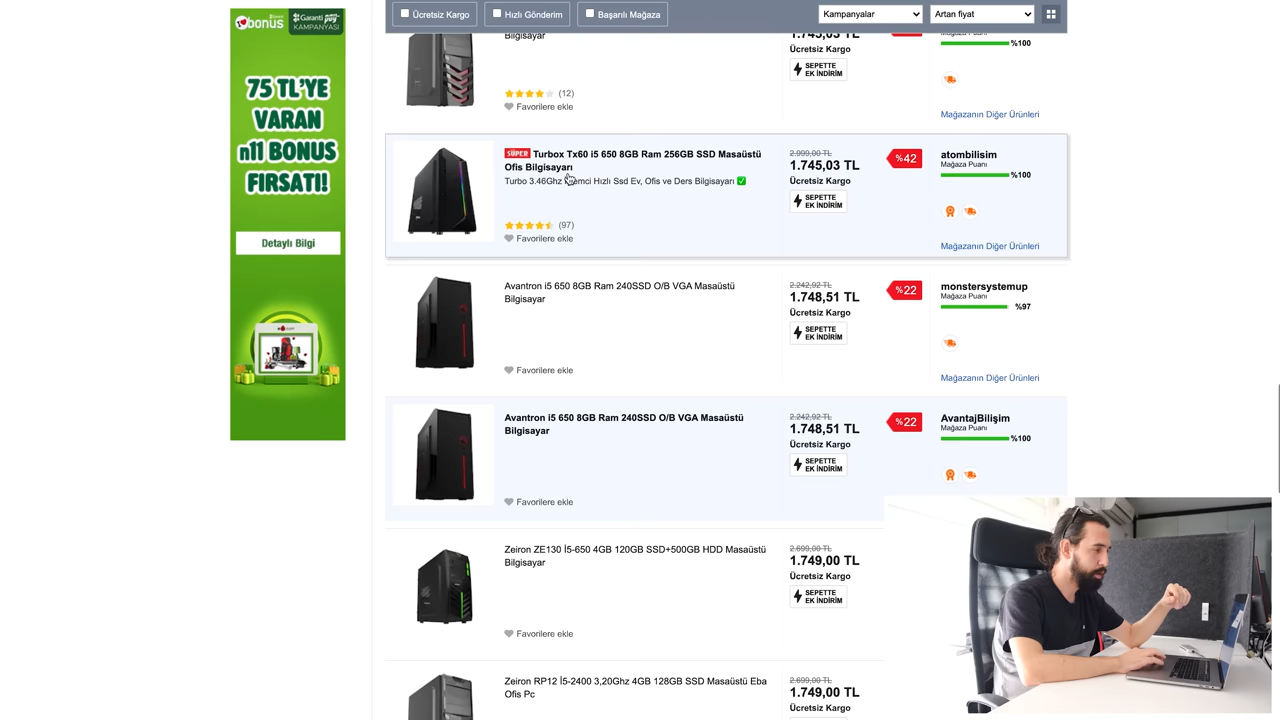 Ücretsiz Kargo
Hızlı Gönderim
Başarılı Mağaza
Kampanyalar
Artan fiyat
bonus
Garanti
pay
KAMPANYASI
75 TL'YE
VARAN
n11 BONUS
FIRSATI!
Detaylı Bilgi
Bilgisayar
1.745,03 TL
Ücretsiz Kargo
SEPETTE
EK İNDİRİM
Mağaza Puanı
%100
(12)
Favorilere ekle
Mağazanın Diğer Ürünleri
SÜPER Turbox Tx60 i5 650 8GB Ram 256GB SSD Masaüstü
Ofis Bilgisayarı
Turbo 3.46Ghz Hızlı Ssd Ev, Ofis ve Ders Bilgisayarı
(97)
Favorilere ekle
2.999,00 TL
1.745,03 TL
Ücretsiz Kargo
SEPETTE
EK İNDİRİM
%42
atombilisim
Mağaza Puanı
%100
Mağazanın Diğer Ürünleri
Avantron i5 650 8GB Ram 240SSD O/B VGA Masaüstü
Bilgisayar
Favorilere ekle
2.242,92 TL
1.748,51 TL
Ücretsiz Kargo
SEPETTE
EK İNDİRİM
%22
monstersystemup
Mağaza Puanı
%97
Mağazanın Diğer Ürünleri
Avantron i5 650 8GB Ram 240SSD O/B VGA Masaüstü
Bilgisayar
Favorilere ekle
2.242,92 TL
1.748,51 TL
Ücretsiz Kargo
SEPETTE
EK İNDİRİM
%22
AvantajBilişim
Mağaza Puanı
%100
Zeiron ZE130 İ5-650 4GB 120GB SSD+500GB HDD Masaüstü
Bilgisayar
Favorilere ekle
2.699,00 TL
1.749,00 TL
Ücretsiz Kargo
SEPETTE
EK İNDİRİM
Zeiron RP12 İ5-2400 3,20Ghz 4GB 128GB SSD Masaüstü Eba
Ofis Pc
2.699,00 TL
1.749,00 TL
Ücretsiz Kargo